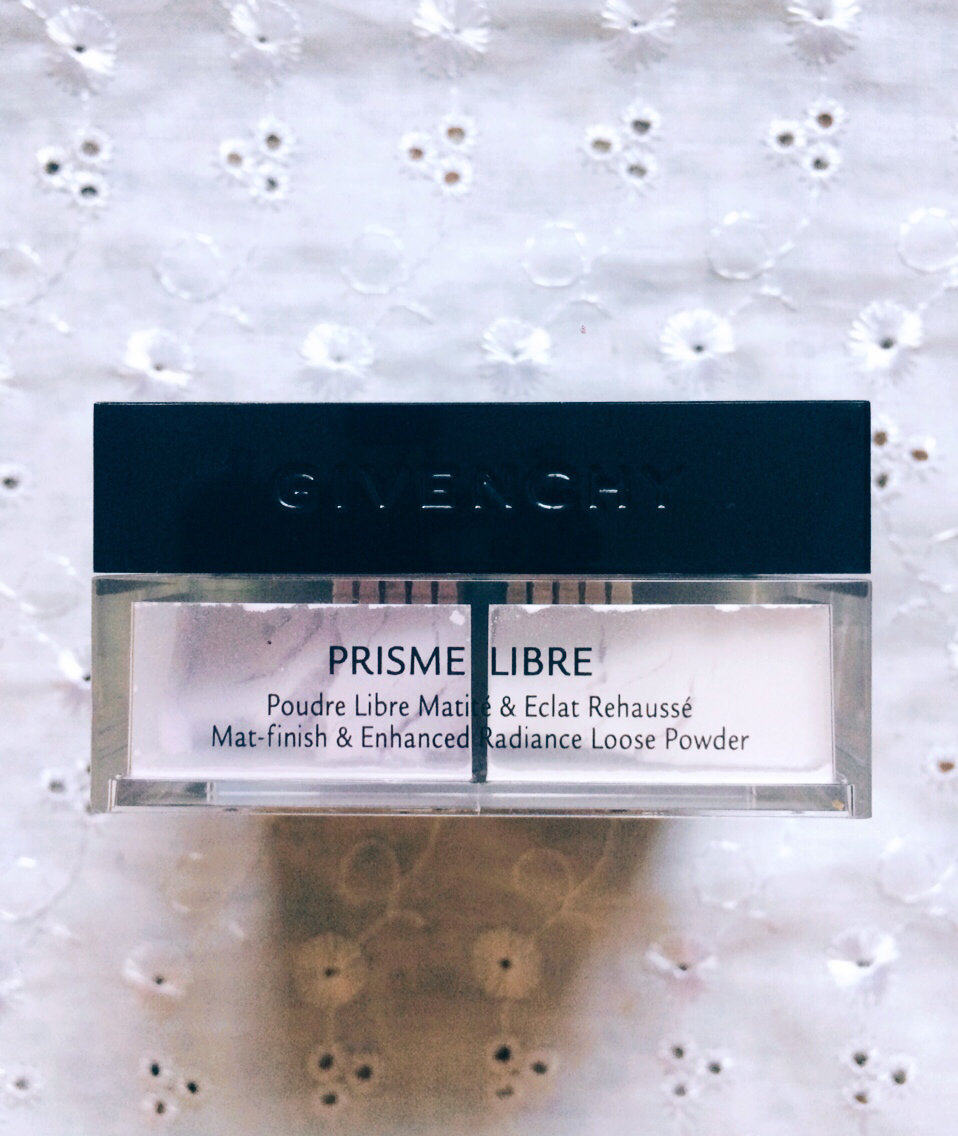 GIVENCHY
PRISME LIBRE
Poudre Libre Matité & Eclat Rehaussé
Mat-finish & Enhanced Radiance Loose Powder